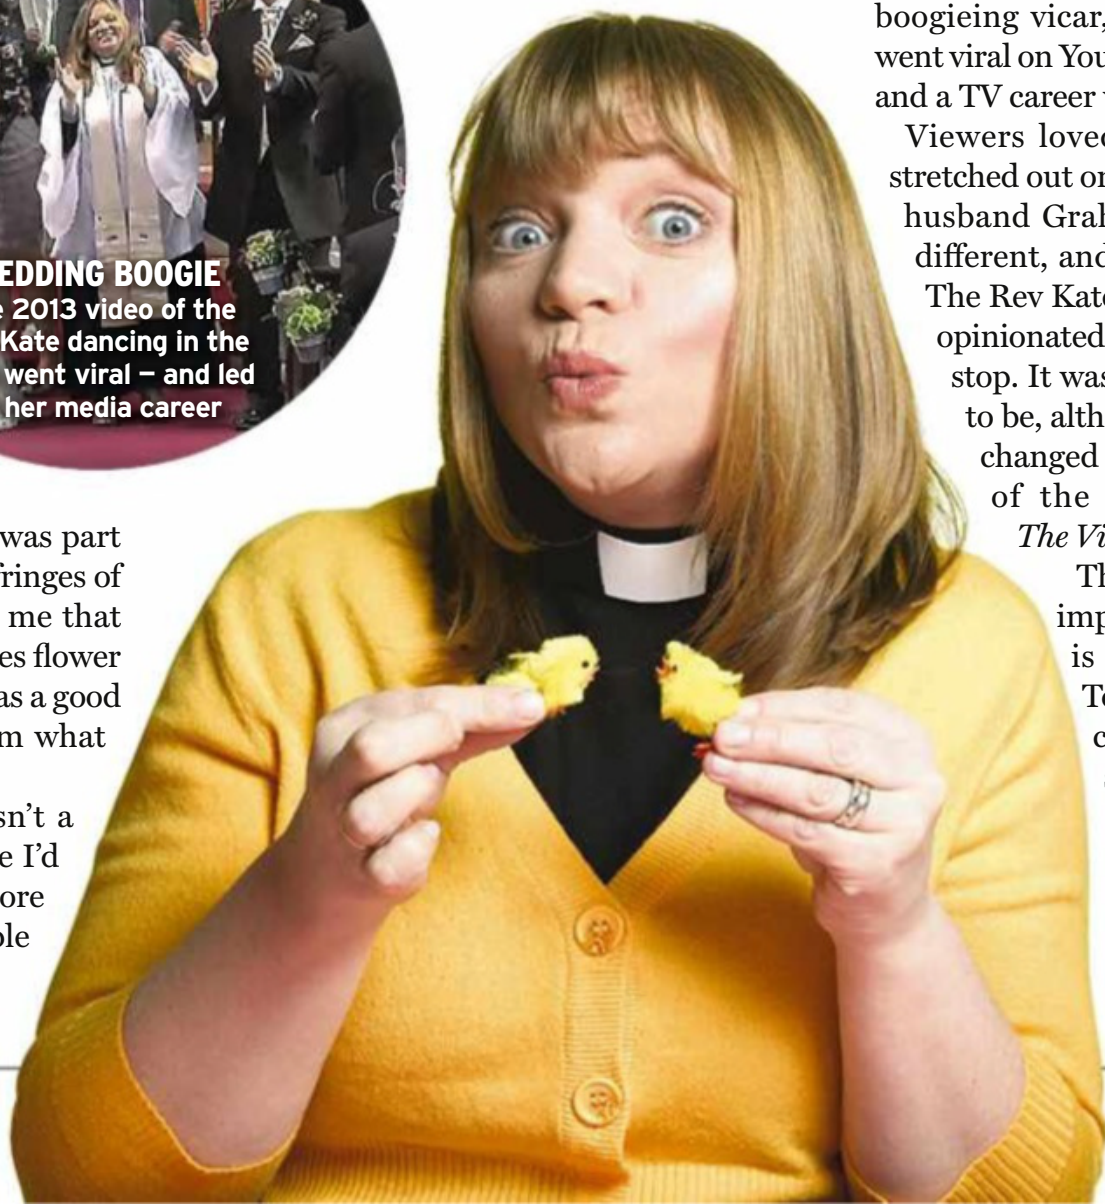 EDDING BOOGIE
e 2013 video of the
Kate dancing in the
went viral – and led
her media career
was part
ringes of
me that
es flower
as a good
m what
sn't a
e I'd
ore
ple
boogieing vicar,
went viral on You
and a TV career
Viewers loved
stretched out on
husband Grah
different, and
The Rev Kate
opinionated
stop. It was
to be, alth
changed
of the
The Vi
Th
imp
is
To
c